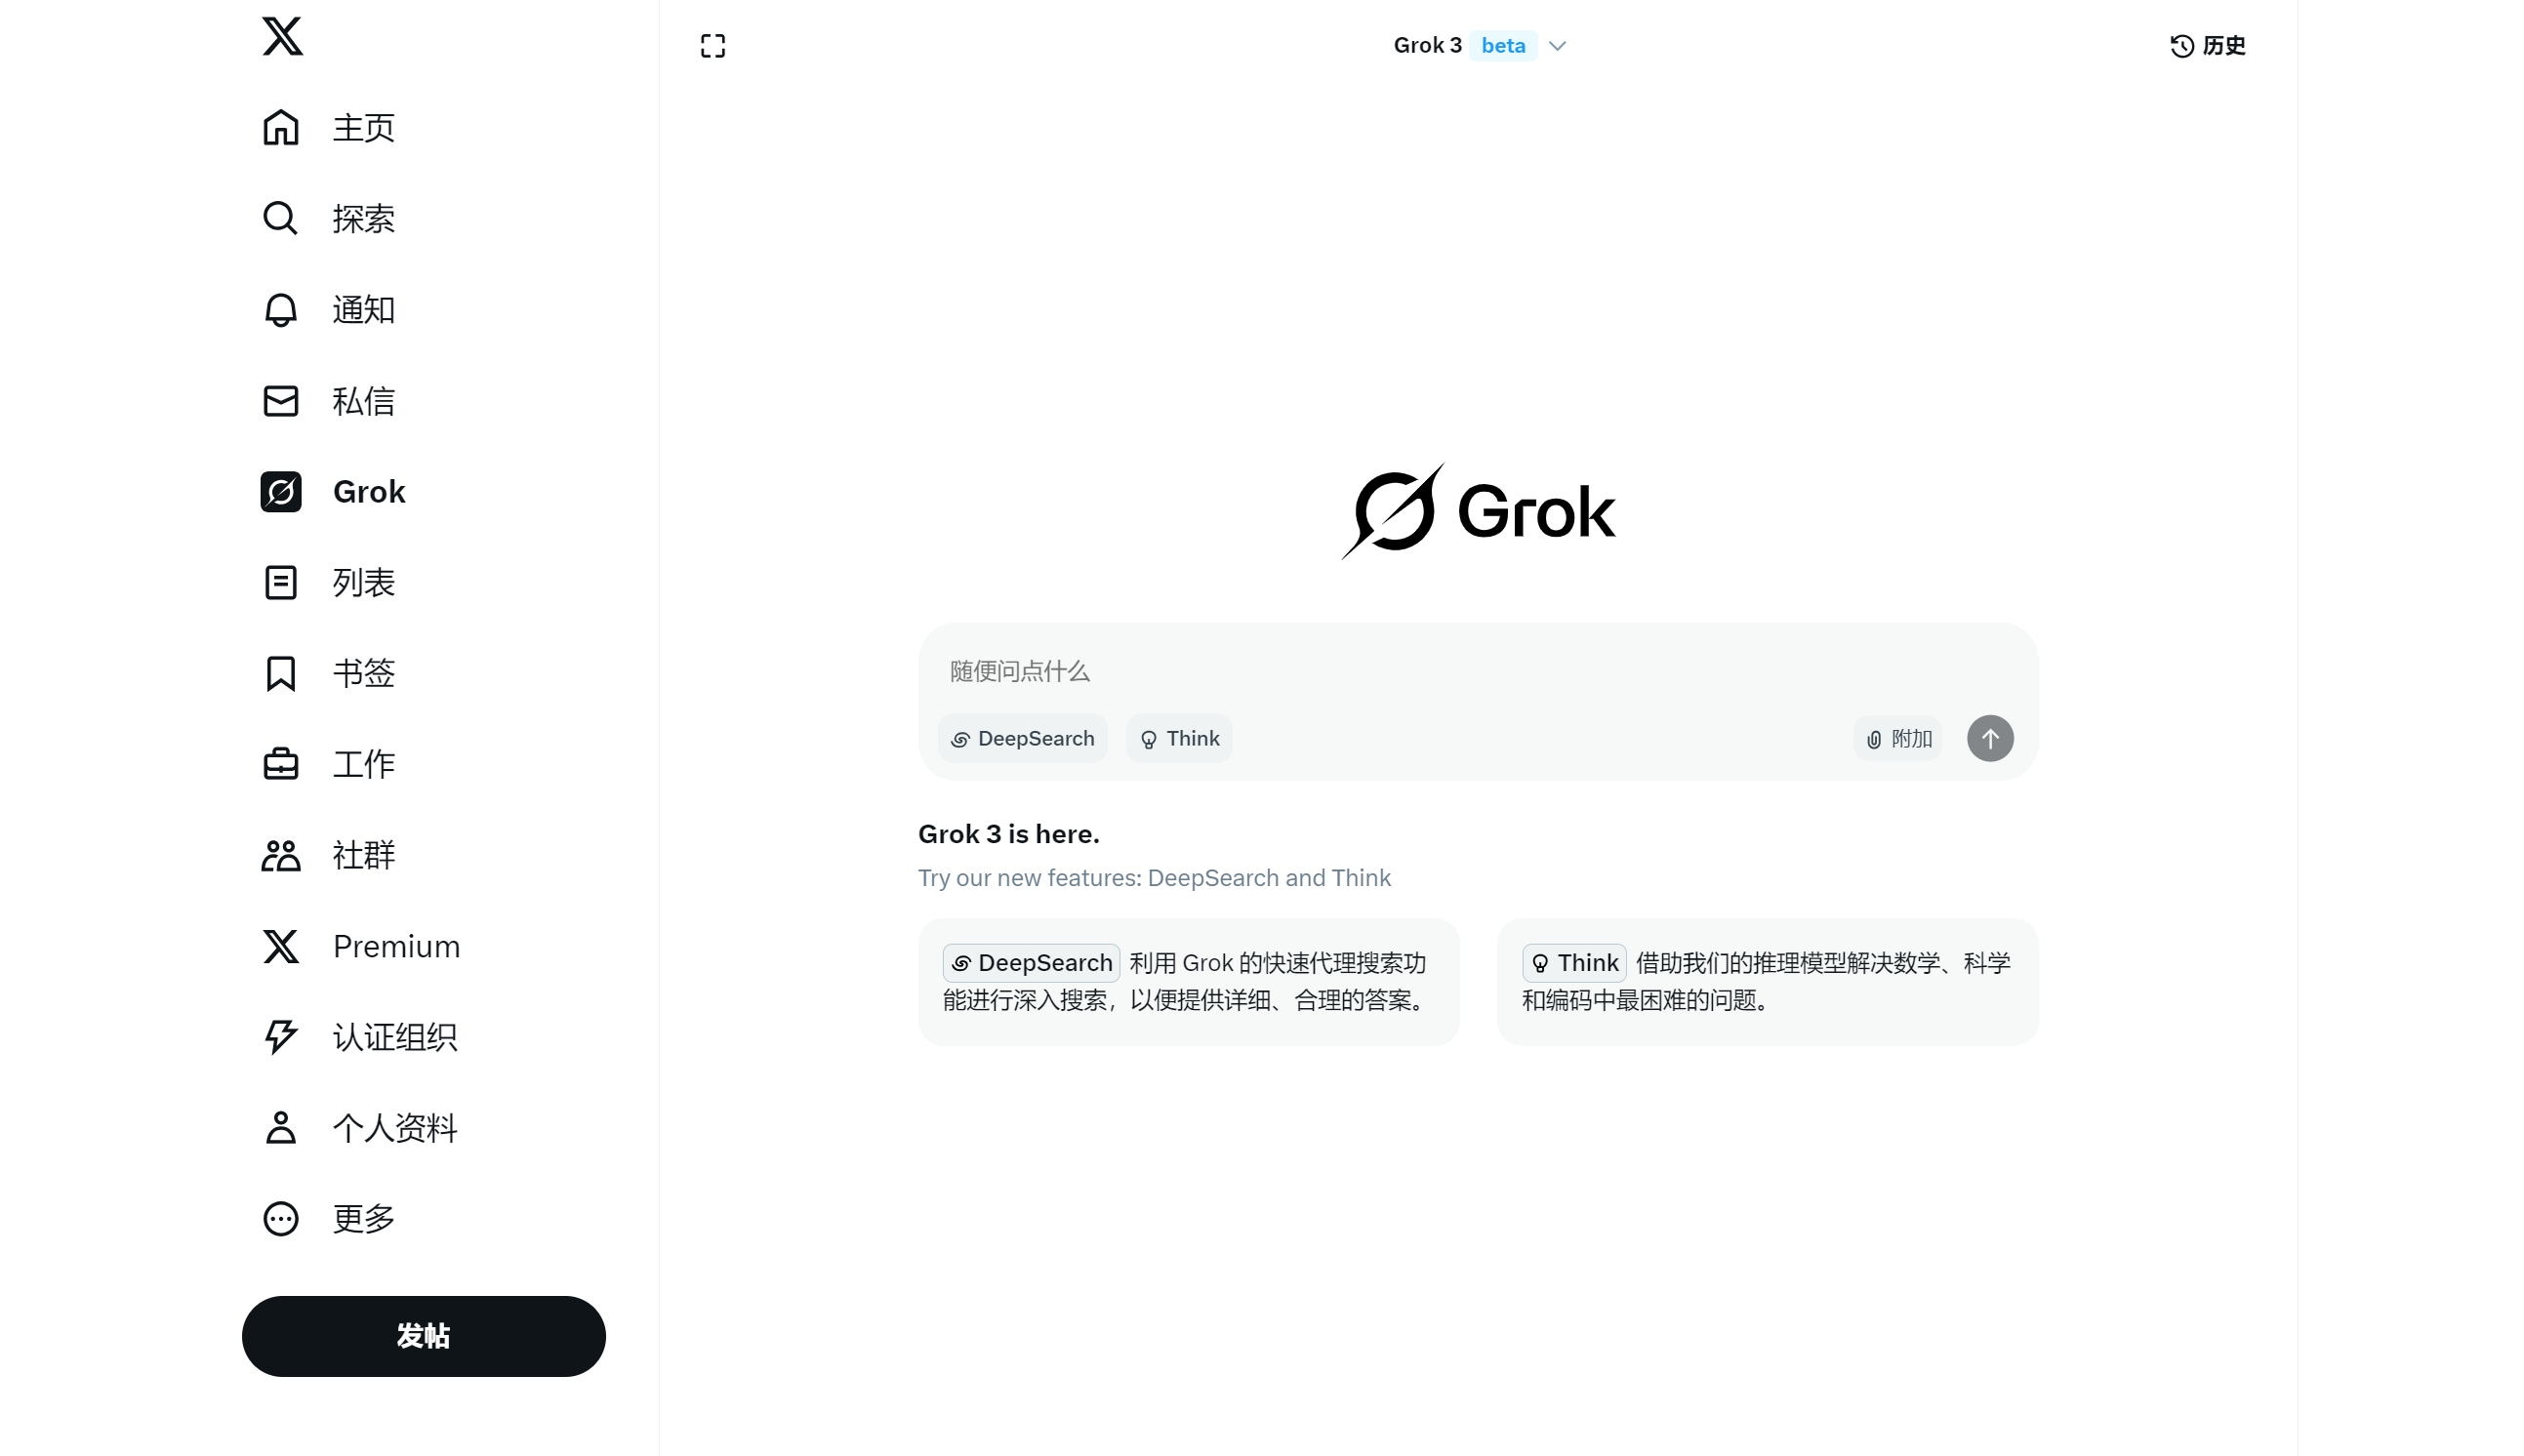 主页
探索
通知
私信
Grok
列表
书签
工作
社群
Premium
认证组织
个人资料
更多
发帖
Grok 3 beta
历史
Grok
随便问点什么
DeepSearch Think 附加
Grok 3 is here.
Try our new features: DeepSearch and Think
DeepSearch 利用 Grok 的快速代理搜索功
能进行深入搜索，以便提供详细、合理的答案。
Think 借助我们的推理模型解决数学、科学
和编码中最困难的问题。